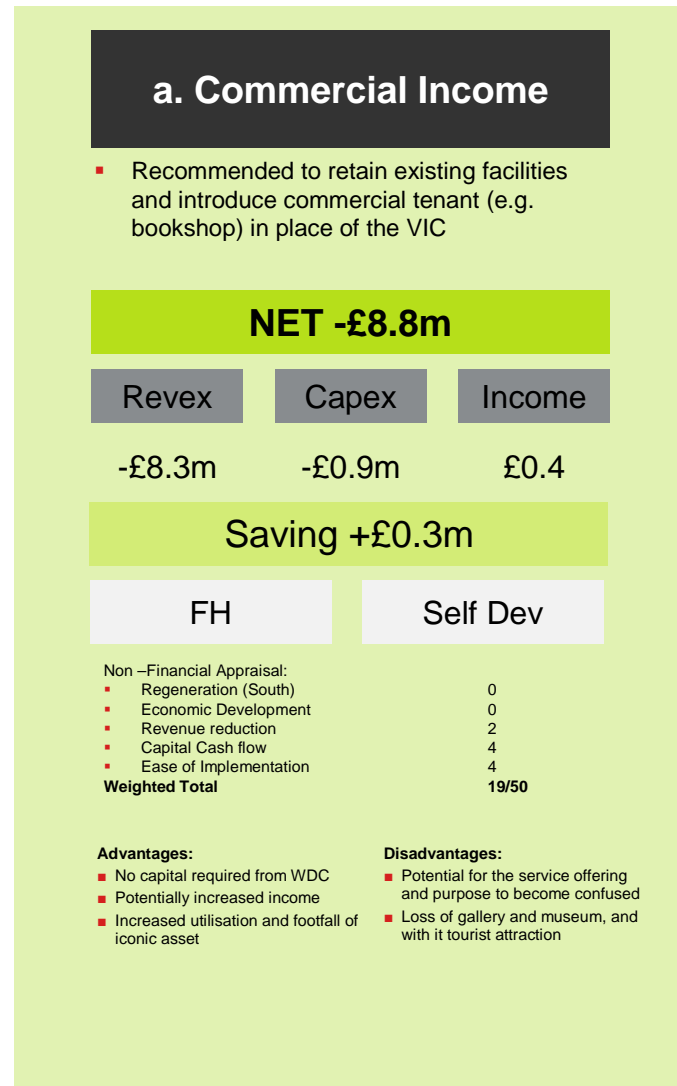 a. Commercial Income
▪ Recommended to retain existing facilities
and introduce commercial tenant (e.g.
bookshop) in place of the VIC
NET -£8.8m
Revex Capex Income
-£8.3m -£0.9m £0.4
Saving +£0.3m
FH Self Dev
Non –Financial Appraisal:
▪ Regeneration (South) 0
▪ Economic Development 0
▪ Revenue reduction 2
▪ Capital Cash flow 4
▪ Ease of Implementation 4
Weighted Total 19/50
Advantages:
■ No capital required from WDC
■ Potentially increased income
■ Increased utilisation and footfall of
iconic asset
Disadvantages:
■ Potential for the service offering
and purpose to become confused
■ Loss of gallery and museum, and
with it tourist attraction